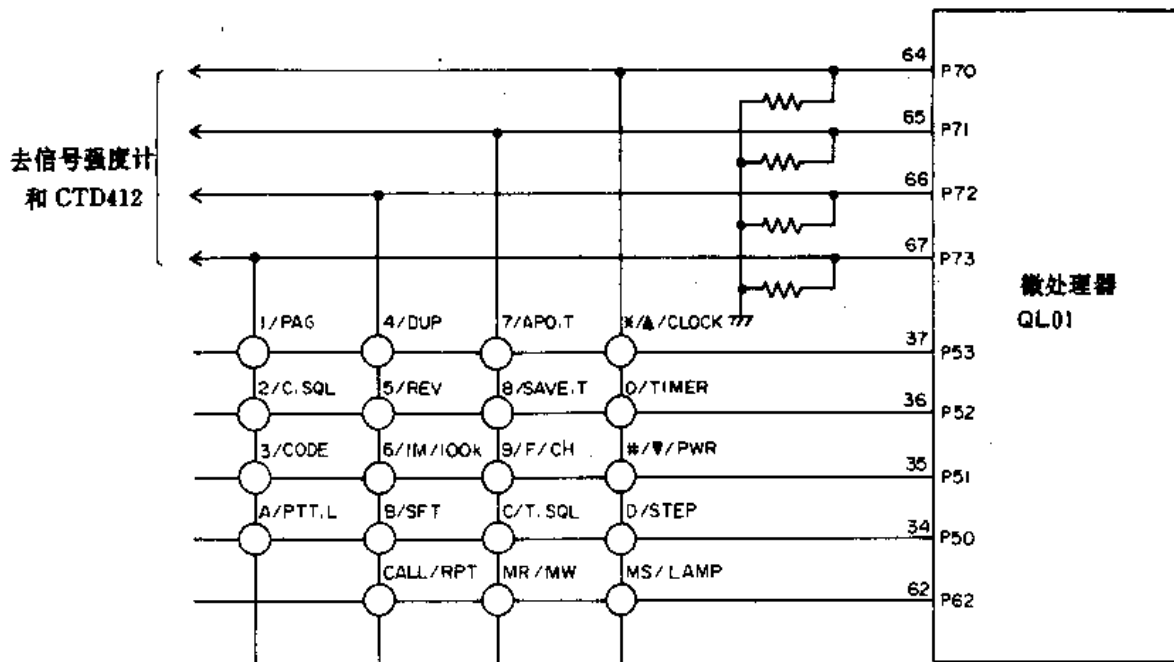 64
P70
65
P71
去信号强度计
和 CTD412
66
P72
67
P73
微处理器
QL01
1/PAG 4/DUP 7/APO.T ※/▲/CLOCK
37
P53
2/C.SQL 5/REV 8/SAVE.T 0/TIMER
36
P52
3/CODE 6/1M/100k 9/F/CH #/▼/PWR
35
P51
A/PTT.L B/SFT C/T.SQL D/STEP
34
P50
CALL/RPT MR/MW MS/LAMP
62
P62